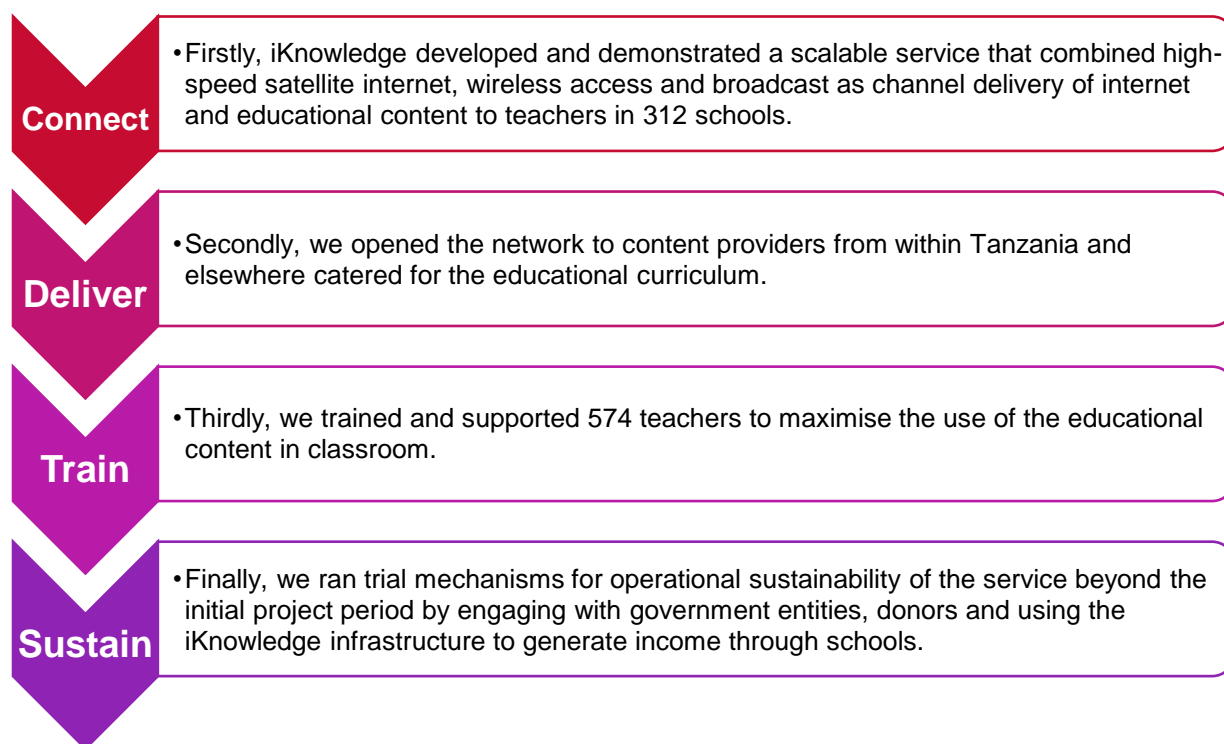 Connect
•Firstly, iKnowledge developed and demonstrated a scalable service that combined high-
speed satellite internet, wireless access and broadcast as channel delivery of internet
and educational content to teachers in 312 schools.
Deliver
•Secondly, we opened the network to content providers from within Tanzania and
elsewhere catered for the educational curriculum.
Train
•Thirdly, we trained and supported 574 teachers to maximise the use of the educational
content in classroom.
Sustain
•Finally, we ran trial mechanisms for operational sustainability of the service beyond the
initial project period by engaging with government entities, donors and using the
iKnowledge infrastructure to generate income through schools.